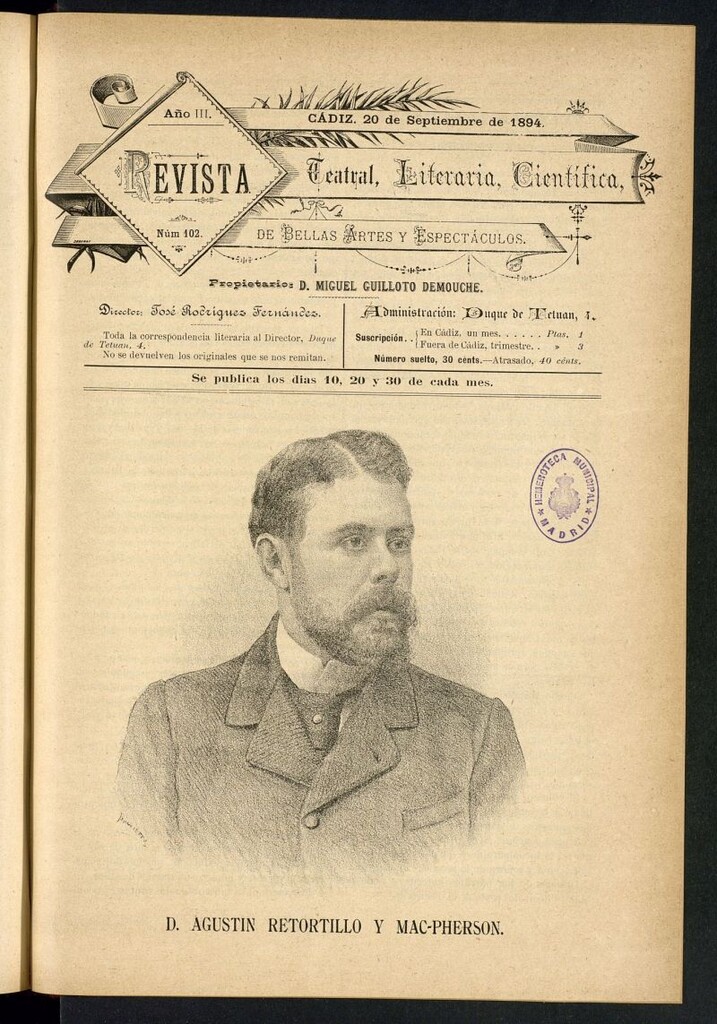 Año III.
CÁDIZ. 20 de Septiembre de 1894.
REVISTA
Teatral, Literaria, Científica,
Núm 102.
DE BELLAS ARTES Y ESPECTÁCULOS.
Propietario: D. MIGUEL GUILLOTO DEMOUCHE.
Director: José Rodríguez Fernández.
Toda la correspondencia literaria al Director, Duque
de Tetuan, 4.
No se devuelven los originales que se nos remitan.
Administración: Duque de Tetuan, 4.
Suscripción.. {En Cádiz, un mes. . . . . . Ptas. 1
{Fuera de Cádiz, trimestre. . » 3
Número suelto, 30 cénts.—Atrasado, 40 cénts.
Se publica los dias 10, 20 y 30 de cada mes.
HEMEROTECA MUNICIPAL
★ MADRID ★
D. AGUSTIN RETORTILLO Y MAC-PHERSON.